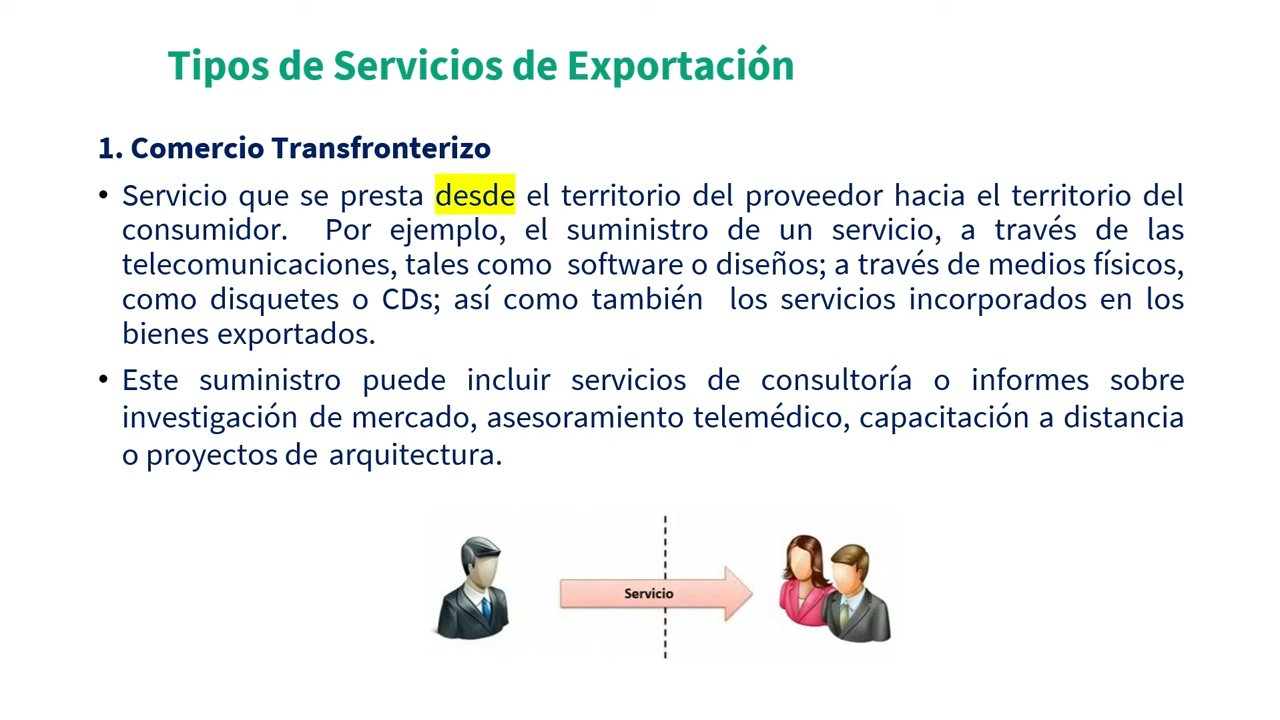 Tipos de Servicios de Exportación
1. Comercio Transfronterizo
• Servicio que se presta desde el territorio del proveedor hacia el territorio del
consumidor. Por ejemplo, el suministro de un servicio, a través de las
telecomunicaciones, tales como software o diseños; a través de medios físicos,
como disquetes o CDs; así como también los servicios incorporados en los
bienes exportados.
• Este suministro puede incluir servicios de consultoría o informes sobre
investigación de mercado, asesoramiento telemédico, capacitación a distancia
o proyectos de arquitectura.
Servicio